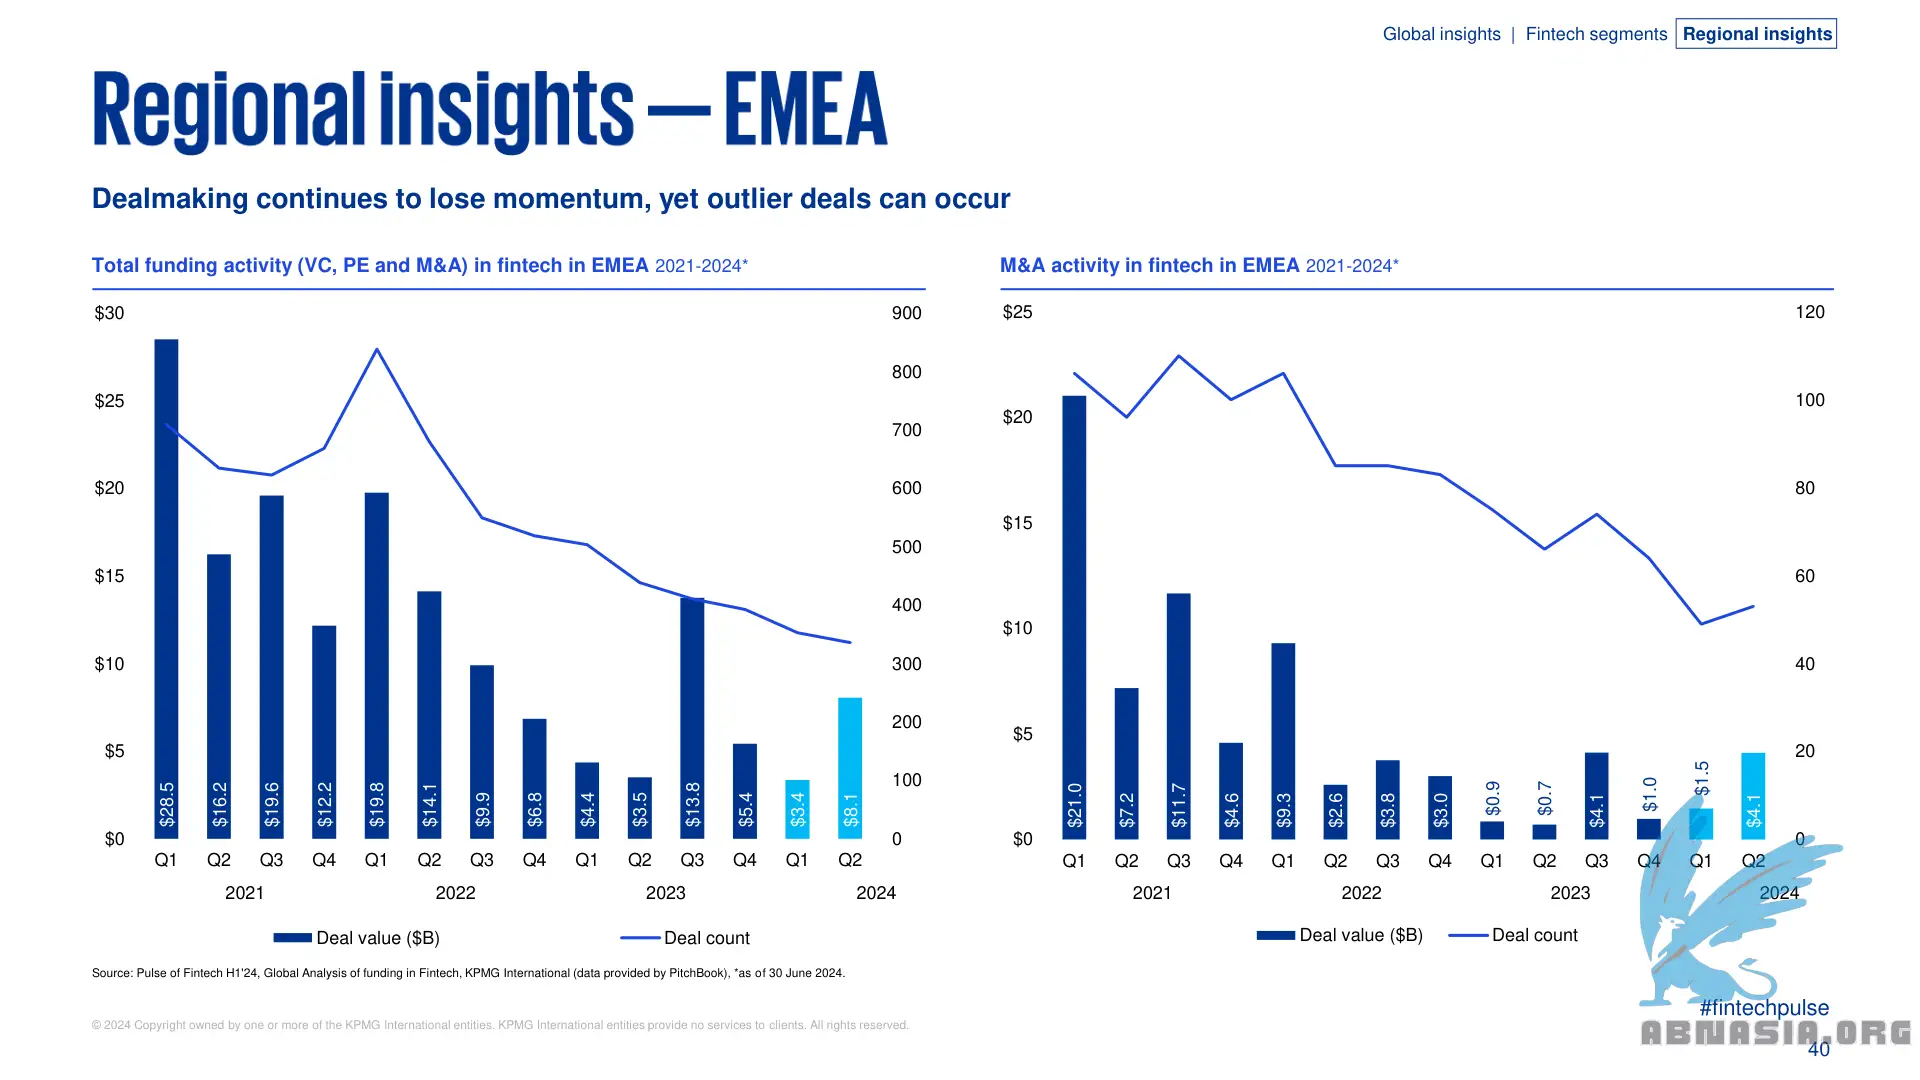 Global insights | Fintech segments Regional insights
Regional insights — EMEA
Dealmaking continues to lose momentum, yet outlier deals can occur
Total funding activity (VC, PE and M&A) in fintech in EMEA 2021-2024*
$30
$25
$20
$15
$10
$5
$0
900
800
700
600
500
400
300
200
100
0
$28.5 $16.2 $19.6 $12.2 $19.8 $14.1 $9.9 $6.8 $4.4 $3.5 $13.8 $5.4 $3.4 $8.1
Q1 Q2 Q3 Q4 Q1 Q2 Q3 Q4 Q1 Q2 Q3 Q4 Q1 Q2
2021 2022 2023 2024
Deal value ($B) Deal count
M&A activity in fintech in EMEA 2021-2024*
$25
$20
$15
$10
$5
$0
120
100
80
60
40
20
0
$21.0 $7.2 $11.7 $4.6 $9.3 $2.6 $3.8 $3.0 $0.9 $0.7 $4.1 $1.0 $1.5 $4.1
Q1 Q2 Q3 Q4 Q1 Q2 Q3 Q4 Q1 Q2 Q3 Q4 Q1 Q2
2021 2022 2023 2024
Deal value ($B) Deal count
Source: Pulse of Fintech H1'24, Global Analysis of funding in Fintech, KPMG International (data provided by PitchBook), *as of 30 June 2024.
#fintechpulse
© 2024 Copyright owned by one or more of the KPMG International entities. KPMG International entities provide no services to clients. All rights reserved.
ABNASIA.ORG
40